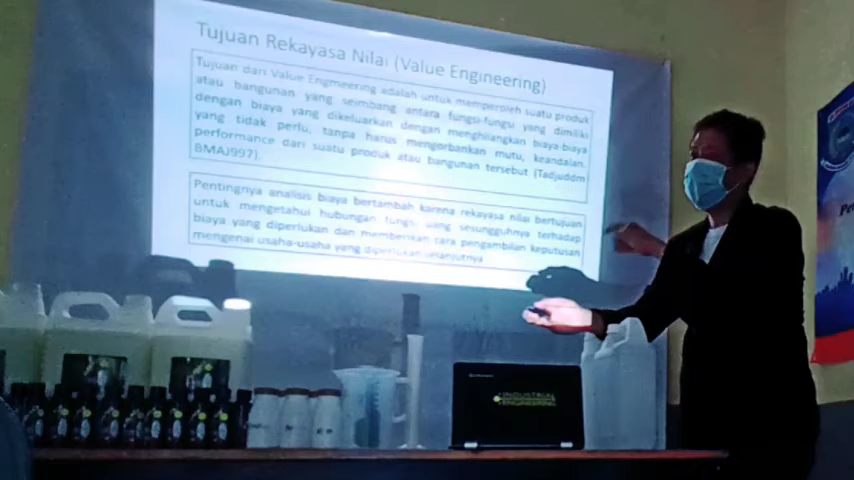 Tujuan Rekayasa Nilai (Value Engineering)
Tujuan dari Value Engmeering adalah untuk memperoleh suatu produk
atau bangunan yang seimbang antara fungsi-fungsi yang dimiliki
dengan biaya yang dikeluarkan dengan menghilangkan biaya-biaya
yang tidak perlu, tanpa harus mengorbankan mutu, keandalan,
performance dari suatu produk atau bangunan tersebut (Tadjuddm
BMAJ997).
Pentingnya analisis biaya bertambah karena rekayasa nilai bertujuan
untuk mengetahui hubungan fungsi yang sesungguhnya terhadap
biaya yang diperlukan dan memberikan cara pengambilan keputusan
mengenai usaha-usaha yang diperlukan selanjutnya
INDUSTRIAL
ENGINEERING